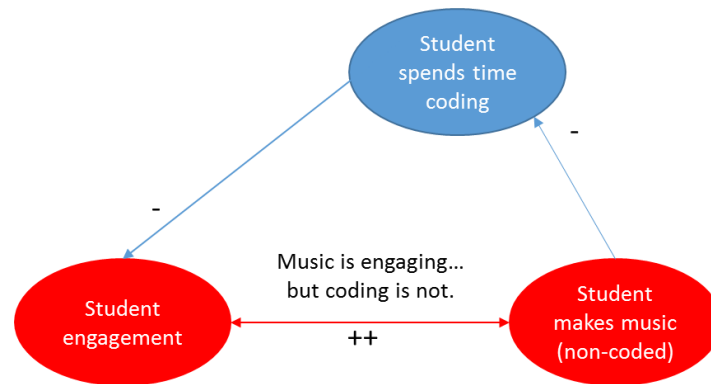 Student
spends time
coding
-
-
Music is engaging…
but coding is not.
Student
engagement
++
Student
makes music
(non-coded)